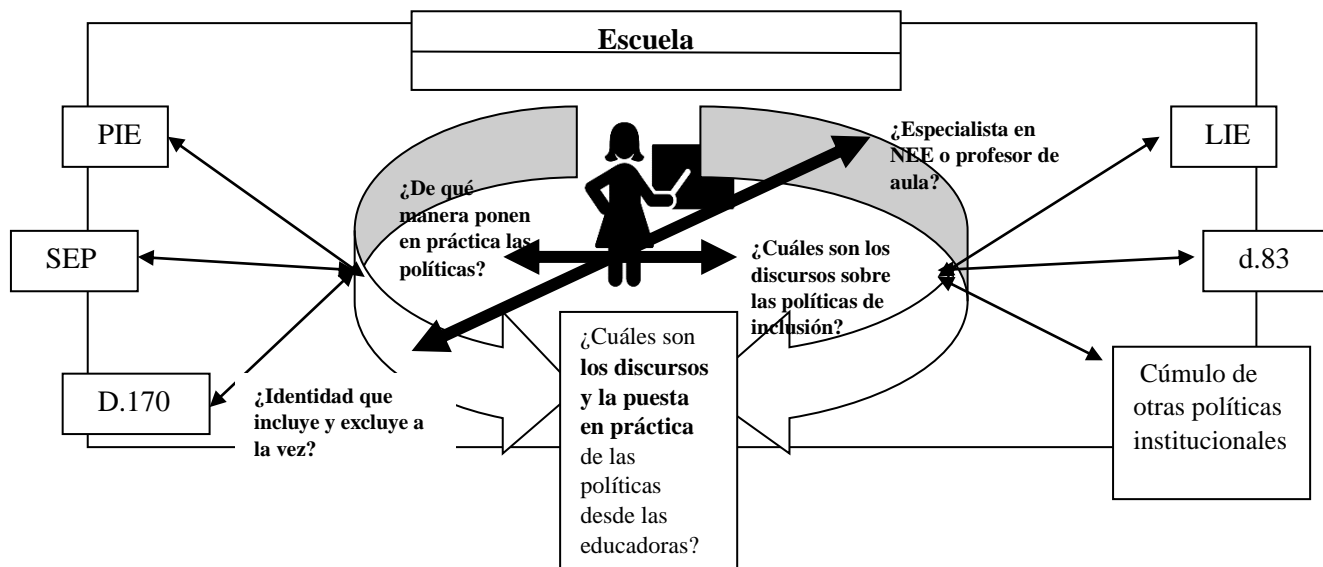 Escuela
PIE
SEP
D.170
¿De qué
manera ponen
en práctica las
políticas?
¿Identidad que
incluye y excluye a
la vez?
¿Especialista en
NEE o profesor de
aula?
¿Cuáles son los
discursos sobre
las políticas de
inclusión?
¿Cuáles son
los discursos
y la puesta
en práctica
de las
políticas
desde las
educadoras?
LIE
d.83
Cúmulo de
otras políticas
institucionales